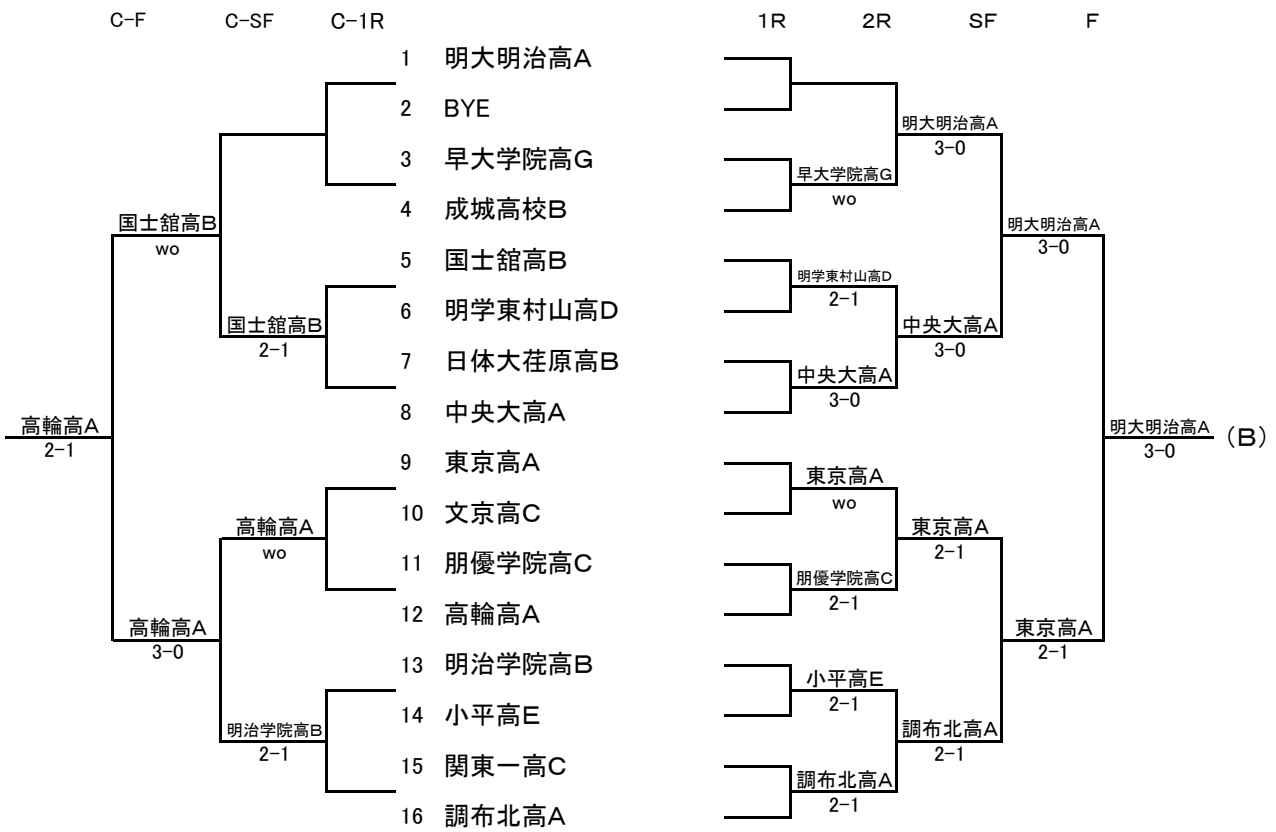 C-F C-SF C-1R 1R 2R SF F
1 明大明治高A
2 BYE
明大明治高A
3-0
3 早大学院高G
早大学院高G
wo
4 成城高校B
国士舘高B
wo
明大明治高A
3-0
5 国士舘高B
明学東村山高D
2-1
6 明学東村山高D
国士舘高B
2-1
中央大高A
3-0
7 日体大荏原高B
中央大高A
3-0
8 中央大高A
高輪高A
2-1
明大明治高A
3-0
(B)
9 東京高A
東京高A
wo
10 文京高C
高輪高A
wo
東京高A
2-1
11 朋優学院高C
朋優学院高C
2-1
12 高輪高A
高輪高A
3-0
東京高A
2-1
13 明治学院高B
小平高E
2-1
14 小平高E
明治学院高B
2-1
調布北高A
2-1
15 関東一高C
調布北高A
2-1
16 調布北高A